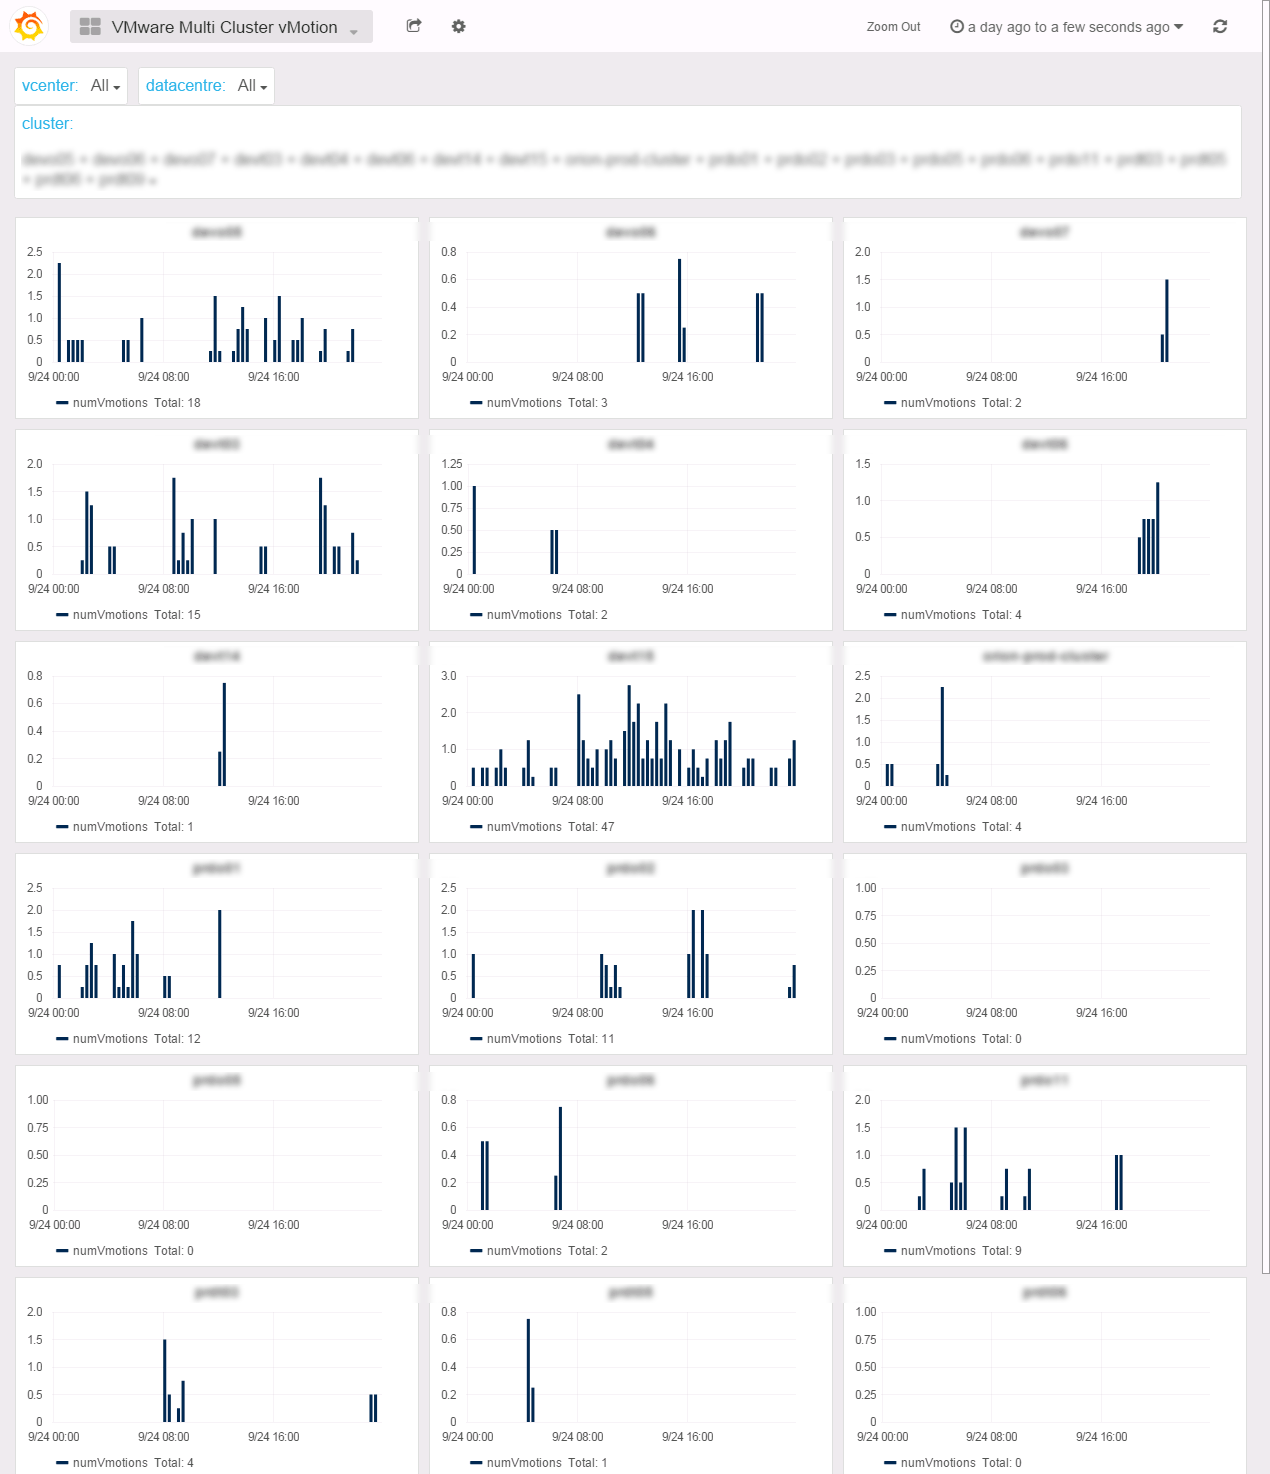 VMware Multi Cluster vMotion
Zoom Out
a day ago to a few seconds ago
vcenter: All
datacentre: All
cluster:
2.5
2.0
1.5
1.0
0.5
0
9/24 00:00 9/24 08:00 9/24 16:00
numVmotions Total: 18
0.8
0.6
0.4
0.2
0
9/24 00:00 9/24 08:00 9/24 16:00
numVmotions Total: 3
2.0
1.5
1.0
0.5
0
9/24 00:00 9/24 08:00 9/24 16:00
numVmotions Total: 2
2.0
1.5
1.0
0.5
0
9/24 00:00 9/24 08:00 9/24 16:00
numVmotions Total: 15
1.25
1.00
0.75
0.50
0.25
0
9/24 00:00 9/24 08:00 9/24 16:00
numVmotions Total: 2
1.5
1.0
0.5
0
9/24 00:00 9/24 08:00 9/24 16:00
numVmotions Total: 4
0.8
0.6
0.4
0.2
0
9/24 00:00 9/24 08:00 9/24 16:00
numVmotions Total: 1
3.0
2.0
1.0
0
9/24 00:00 9/24 08:00 9/24 16:00
numVmotions Total: 47
2.5
2.0
1.5
1.0
0.5
0
9/24 00:00 9/24 08:00 9/24 16:00
numVmotions Total: 4
2.5
2.0
1.5
1.0
0.5
0
9/24 00:00 9/24 08:00 9/24 16:00
numVmotions Total: 12
2.5
2.0
1.5
1.0
0.5
0
9/24 00:00 9/24 08:00 9/24 16:00
numVmotions Total: 11
1.00
0.75
0.50
0.25
0
9/24 00:00 9/24 08:00 9/24 16:00
numVmotions Total: 0
1.00
0.75
0.50
0.25
0
9/24 00:00 9/24 08:00 9/24 16:00
numVmotions Total: 0
0.8
0.6
0.4
0.2
0
9/24 00:00 9/24 08:00 9/24 16:00
numVmotions Total: 2
2.0
1.5
1.0
0.5
0
9/24 00:00 9/24 08:00 9/24 16:00
numVmotions Total: 9
2.0
1.5
1.0
0.5
0
9/24 00:00 9/24 08:00 9/24 16:00
numVmotions Total: 4
0.8
0.6
0.4
0.2
0
9/24 00:00 9/24 08:00 9/24 16:00
numVmotions Total: 1
1.00
0.75
0.50
0.25
0
9/24 00:00 9/24 08:00 9/24 16:00
numVmotions Total: 0